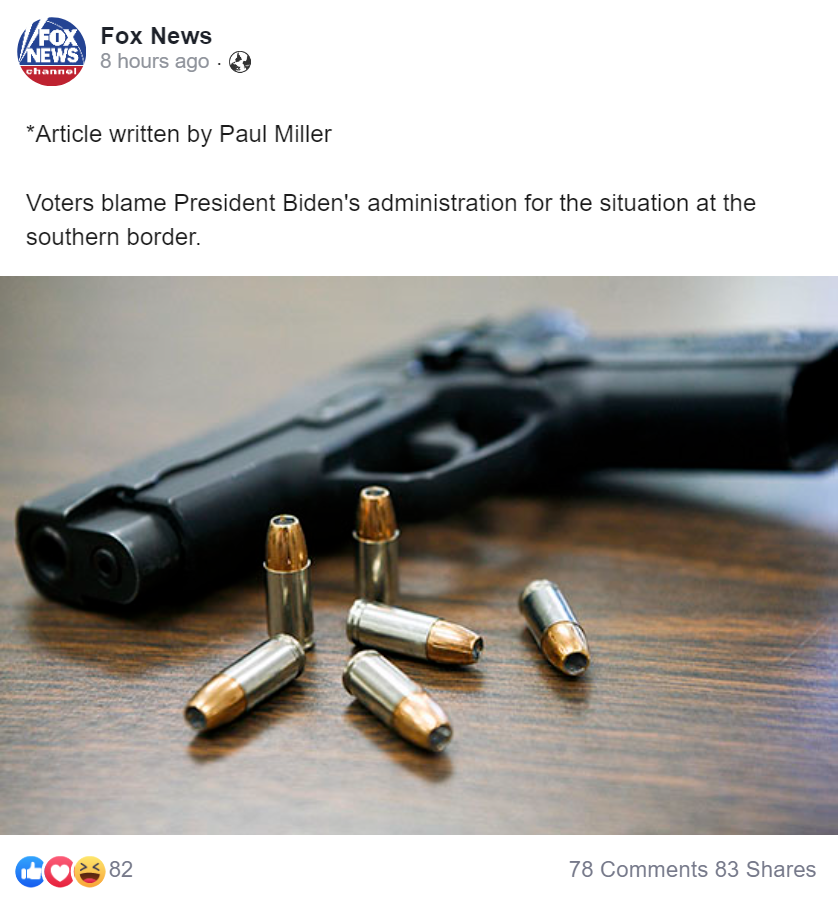 FOX
NEWS
channel
Fox News
8 hours ago ·
*Article written by Paul Miller
Voters blame President Biden's administration for the situation at the
southern border.
82
78 Comments 83 Shares